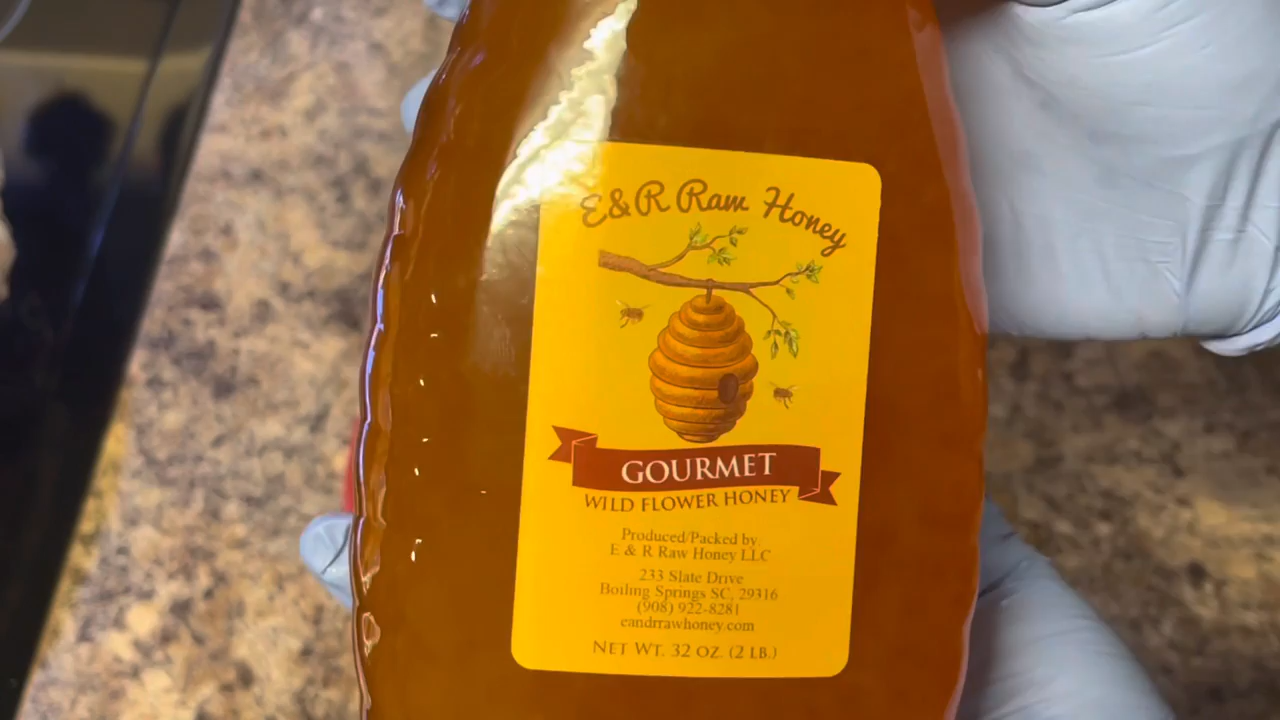 E&R Raw Honey
GOURMET
WILD FLOWER HONEY
Produced/Packed by.
E & R Raw Honey LLC
233 Slate Drive
Boiling Springs SC, 29316
(908) 922-8281
eandrrawhoney.com
NET WT. 32 OZ. (2 LB.)